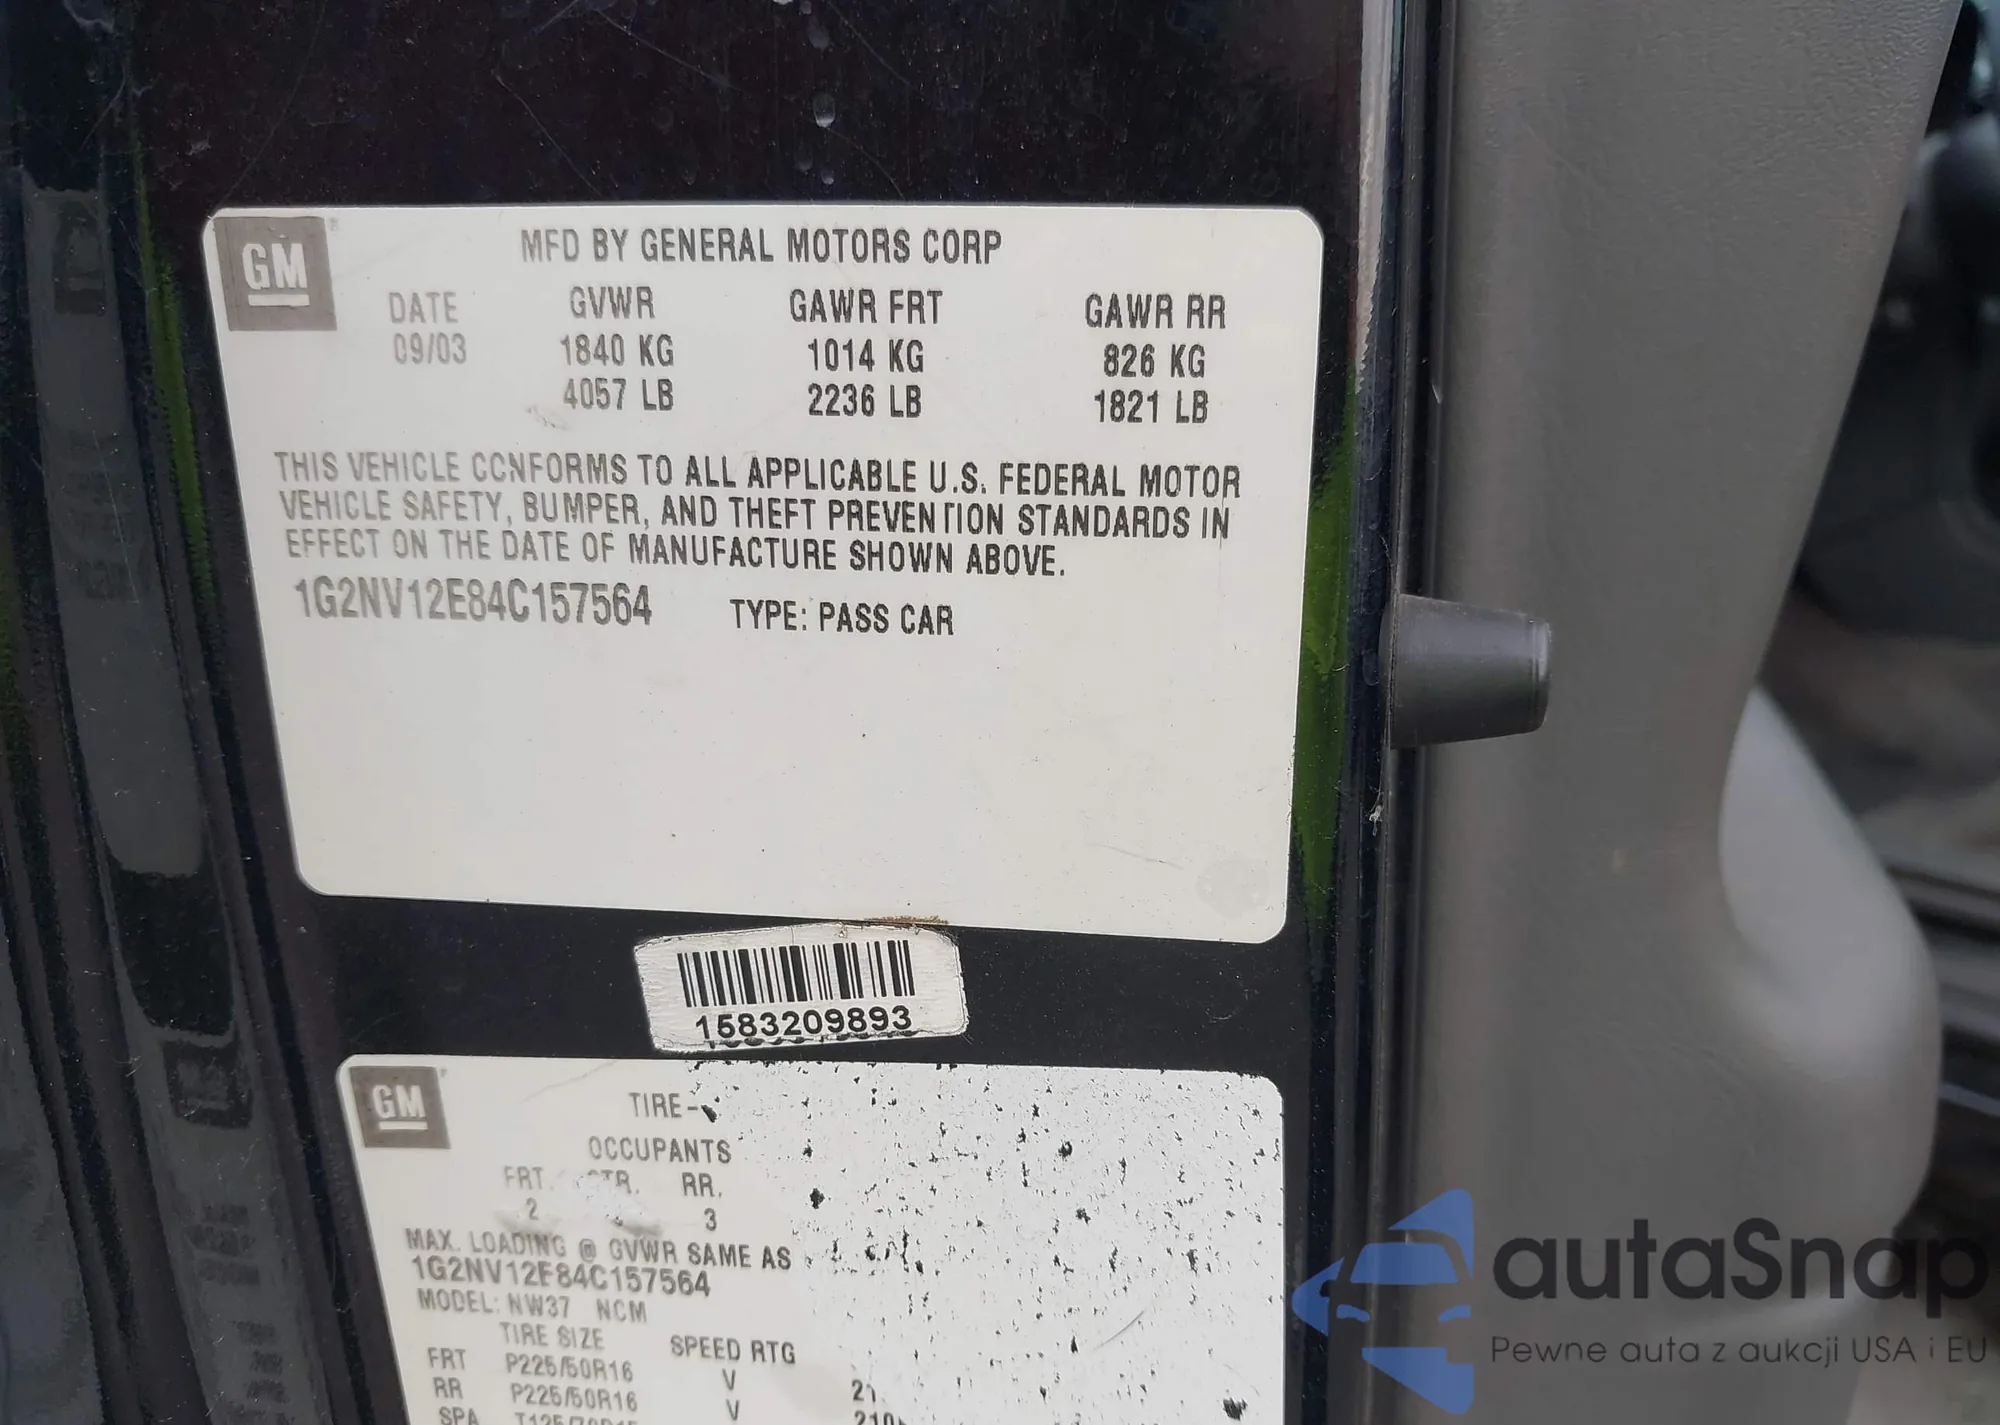 GM
MFD BY GENERAL MOTORS CORP
DATE GVWR GAWR FRT GAWR RR
09/03 1840 KG 1014 KG 826 KG
4057 LB 2236 LB 1821 LB
THIS VEHICLE CONFORMS TO ALL APPLICABLE U.S. FEDERAL MOTOR
VEHICLE SAFETY, BUMPER, AND THEFT PREVENTION STANDARDS IN
EFFECT ON THE DATE OF MANUFACTURE SHOWN ABOVE.
1G2NV12E84C157564 TYPE: PASS CAR
1583209893
GM
TIRE-
OCCUPANTS
FRT. RR.
2 3
MAX. LOADING @ GVWR SAME AS
1G2NV12E84C157564
MODEL: NW37 NCM
TIRE SIZE SPEED RTG
FRT P225/50R16 V
RR P225/50R16 V
SPA
autaSnap
Pewne auta z aukcji USA i EU